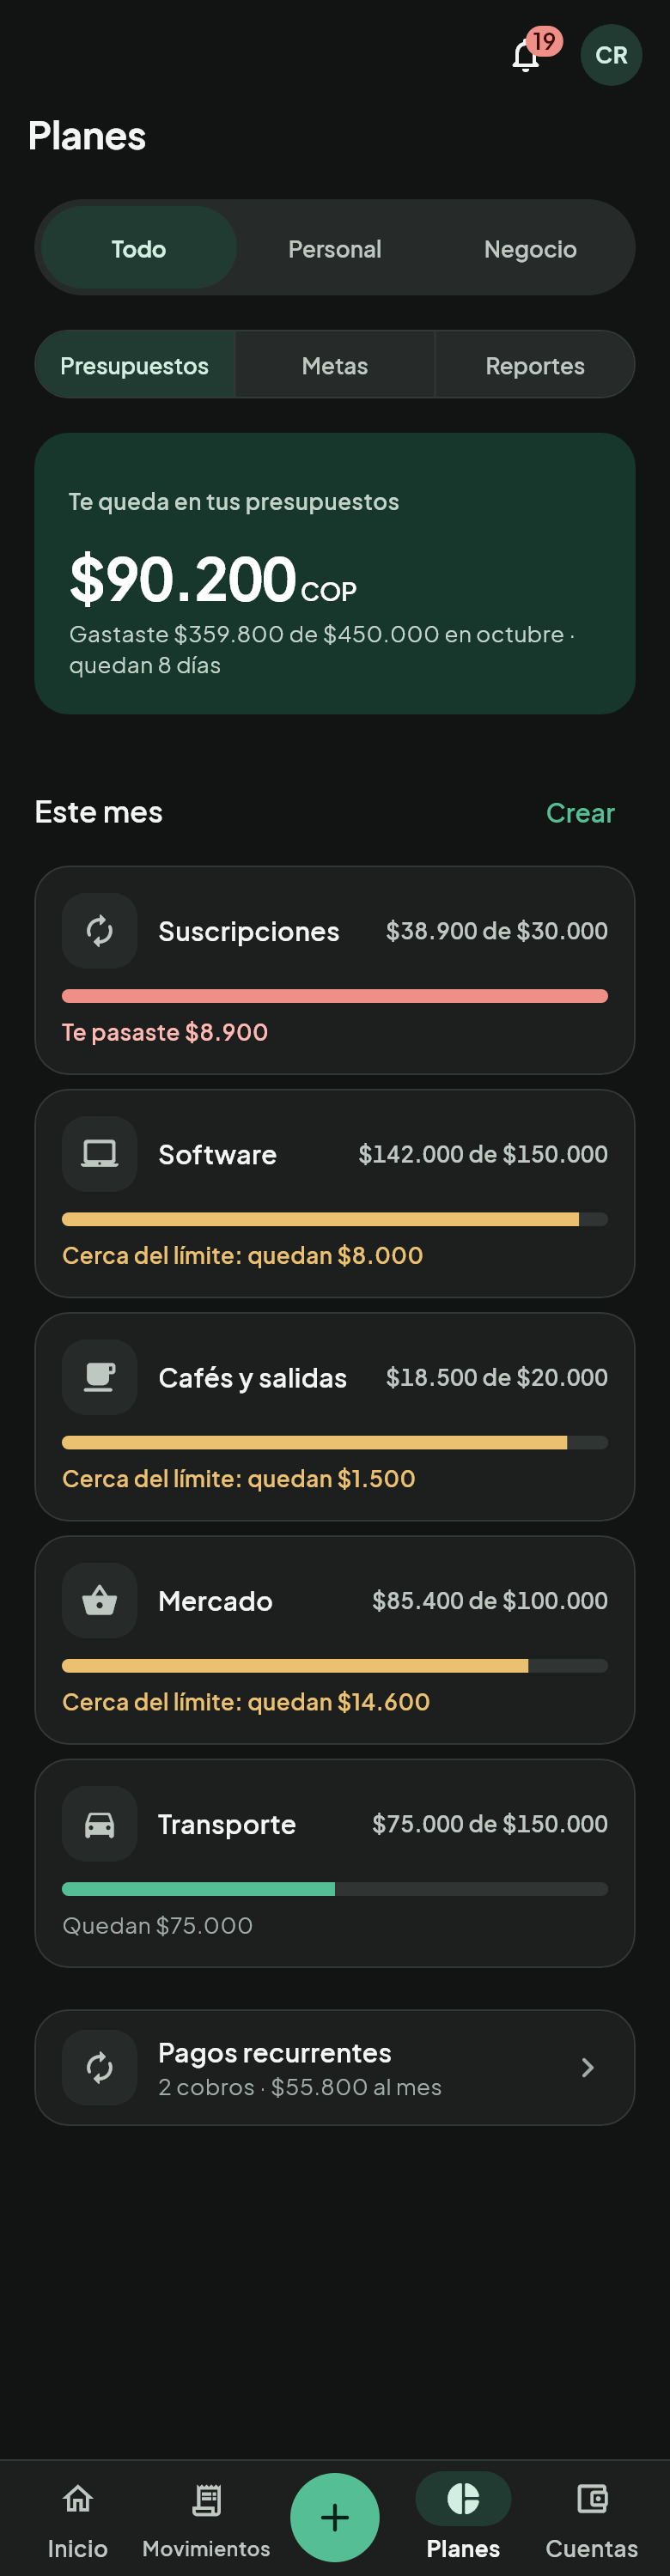 19
CR
Planes
Todo
Personal
Negocio
Presupuestos
Metas
Reportes
Te queda en tus presupuestos
$90.200 COP
Gastaste $359.800 de $450.000 en octubre ·
quedan 8 días
Este mes
Crear
Suscripciones
$38.900 de $30.000
Te pasaste $8.900
Software
$142.000 de $150.000
Cerca del límite: quedan $8.000
Cafés y salidas
$18.500 de $20.000
Cerca del límite: quedan $1.500
Mercado
$85.400 de $100.000
Cerca del límite: quedan $14.600
Transporte
$75.000 de $150.000
Quedan $75.000
Pagos recurrentes
2 cobros · $55.800 al mes
Inicio
Movimientos
Planes
Cuentas